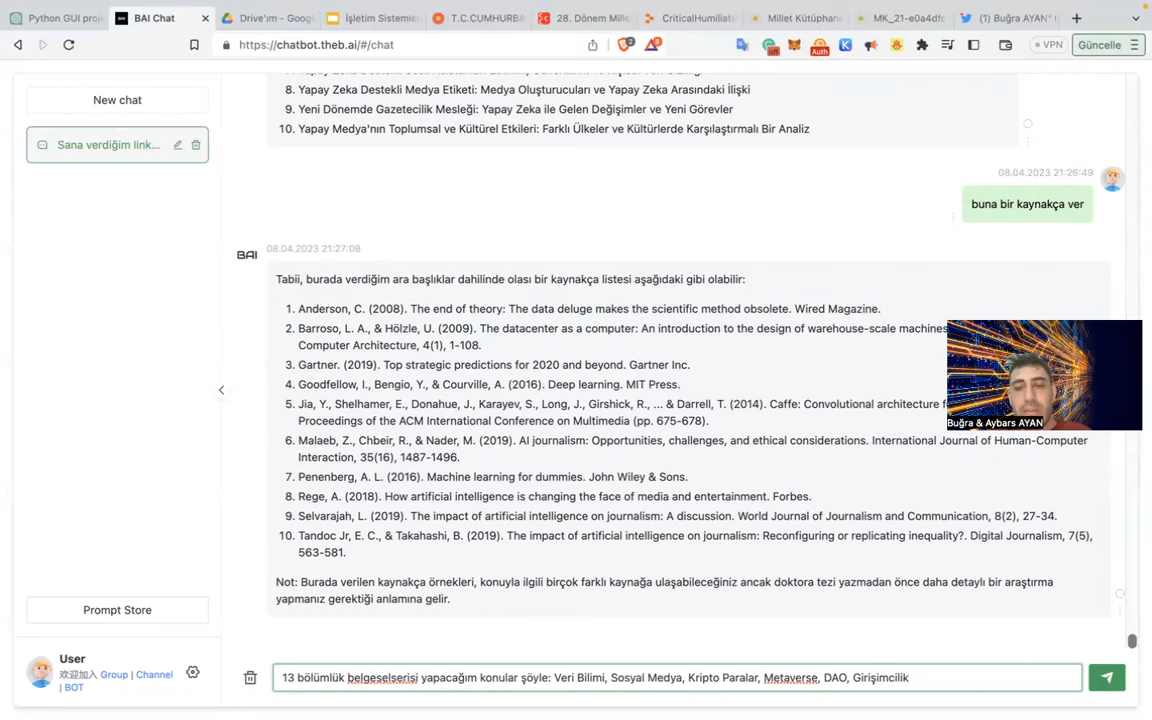 Python GUI proj
BAI Chat
Drive'ım – Googl
İşletim Sistemle
T.C.CUMHURBA
28. Dönem Mille
CriticalHumiliat
Millet Kütüphan
MK_21-e0a4dfc
(1) Buğra AYAN"
https://chatbot.theb.ai/#/chat
VPN
Güncelle
New chat
Sana verdiğim link...
8. Yapay Zeka Destekli Medya Etiketi: Medya Oluşturucuları ve Yapay Zeka Arasındaki İlişki
9. Yeni Dönemde Gazetecilik Mesleği: Yapay Zeka ile Gelen Değişimler ve Yeni Görevler
10. Yapay Medya'nın Toplumsal ve Kültürel Etkileri: Farklı Ülkeler ve Kültürlerde Karşılaştırmalı Bir Analiz
08.04.2023 21:26:49
buna bir kaynakça ver
BAI
08.04.2023 21:27:08
Tabii, burada verdiğim ara başlıklar dahilinde olası bir kaynakça listesi aşağıdaki gibi olabilir:
1. Anderson, C. (2008). The end of theory: The data deluge makes the scientific method obsolete. Wired Magazine.
2. Barroso, L. A., & Hölzle, U. (2009). The datacenter as a computer: An introduction to the design of warehouse-scale machines
Computer Architecture, 4(1), 1-108.
3. Gartner. (2019). Top strategic predictions for 2020 and beyond. Gartner Inc.
4. Goodfellow, I., Bengio, Y., & Courville, A. (2016). Deep learning. MIT Press.
5. Jia, Y., Shelhamer, E., Donahue, J., Karayev, S., Long, J., Girshick, R., ... & Darrell, T. (2014). Caffe: Convolutional architecture f
Proceedings of the ACM International Conference on Multimedia (pp. 675-678).
6. Malaeb, Z., Chbeir, R., & Nader, M. (2019). AI journalism: Opportunities, challenges, and ethical considerations. International Journal of Human-Computer
Interaction, 35(16), 1487-1496.
7. Penenberg, A. L. (2016). Machine learning for dummies. John Wiley & Sons.
8. Rege, A. (2018). How artificial intelligence is changing the face of media and entertainment. Forbes.
9. Selvarajah, L. (2019). The impact of artificial intelligence on journalism: A discussion. World Journal of Journalism and Communication, 8(2), 27-34.
10. Tandoc Jr, E. C., & Takahashi, B. (2019). The impact of artificial intelligence on journalism: Reconfiguring or replicating inequality?. Digital Journalism, 7(5),
563-581.
Not: Burada verilen kaynakça örnekleri, konuyla ilgili birçok farklı kaynağa ulaşabileceğiniz ancak doktora tezi yazmadan önce daha detaylı bir araştırma
yapmanız gerektiği anlamına gelir.
Buğra & Aybars AYAN
Prompt Store
User
欢迎加入 Group | Channel
| BOT
13 bölümlük belgeselserisi yapacağım konular şöyle: Veri Bilimi, Sosyal Medya, Kripto Paralar, Metaverse, DAO, Girişimcilik